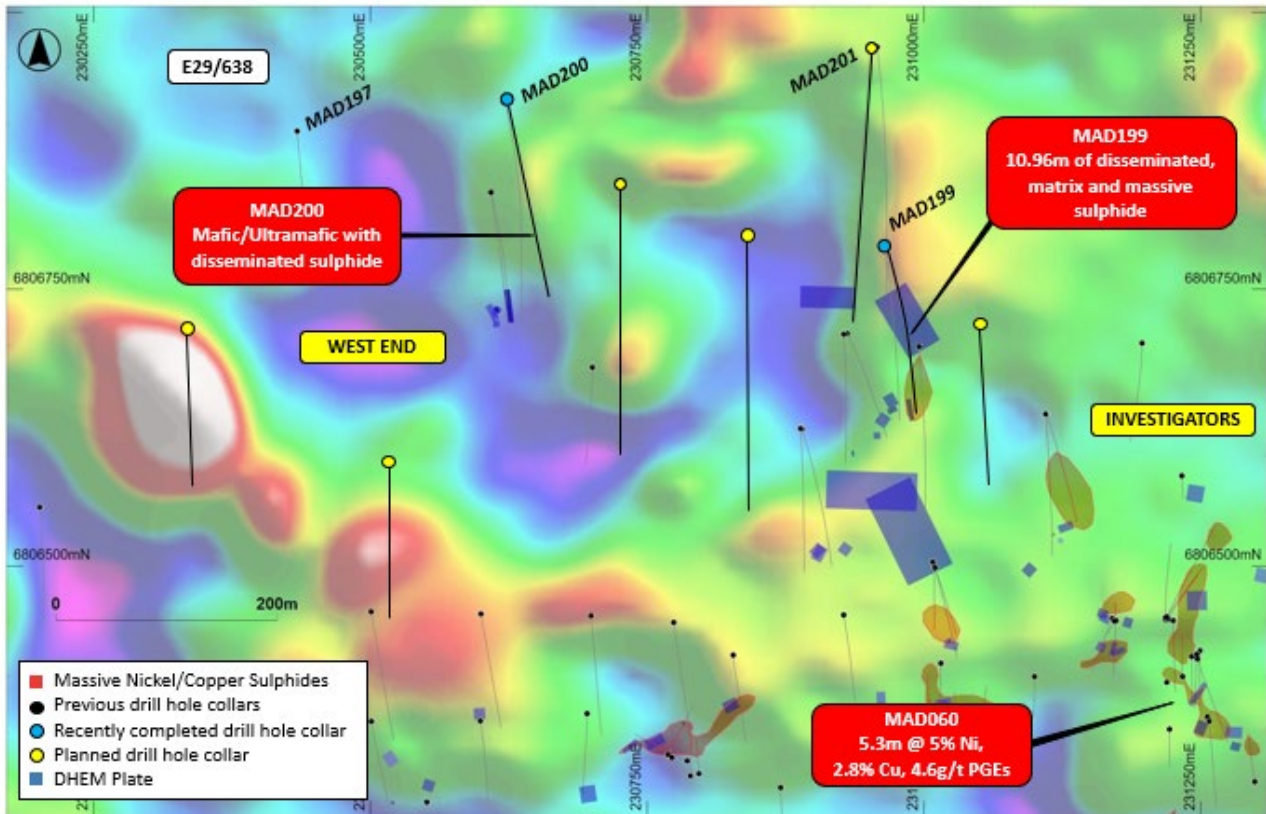 230250mE
230500mE
230750mE
231000mE
231250mE
E29/638
MAD197
MAD200
MAD201
MAD199
MAD199
10.96m of disseminated,
matrix and massive
sulphide
MAD200
Mafic/Ultramafic with
disseminated sulphide
6806750mN
6806750mN
WEST END
INVESTIGATORS
6806500mN
6806500mN
0 200m
Massive Nickel/Copper Sulphides
Previous drill hole collars
Recently completed drill hole collar
Planned drill hole collar
DHEM Plate
MAD060
5.3m @ 5% Ni,
2.8% Cu, 4.6g/t PGEs
230750mE
231
231250mE